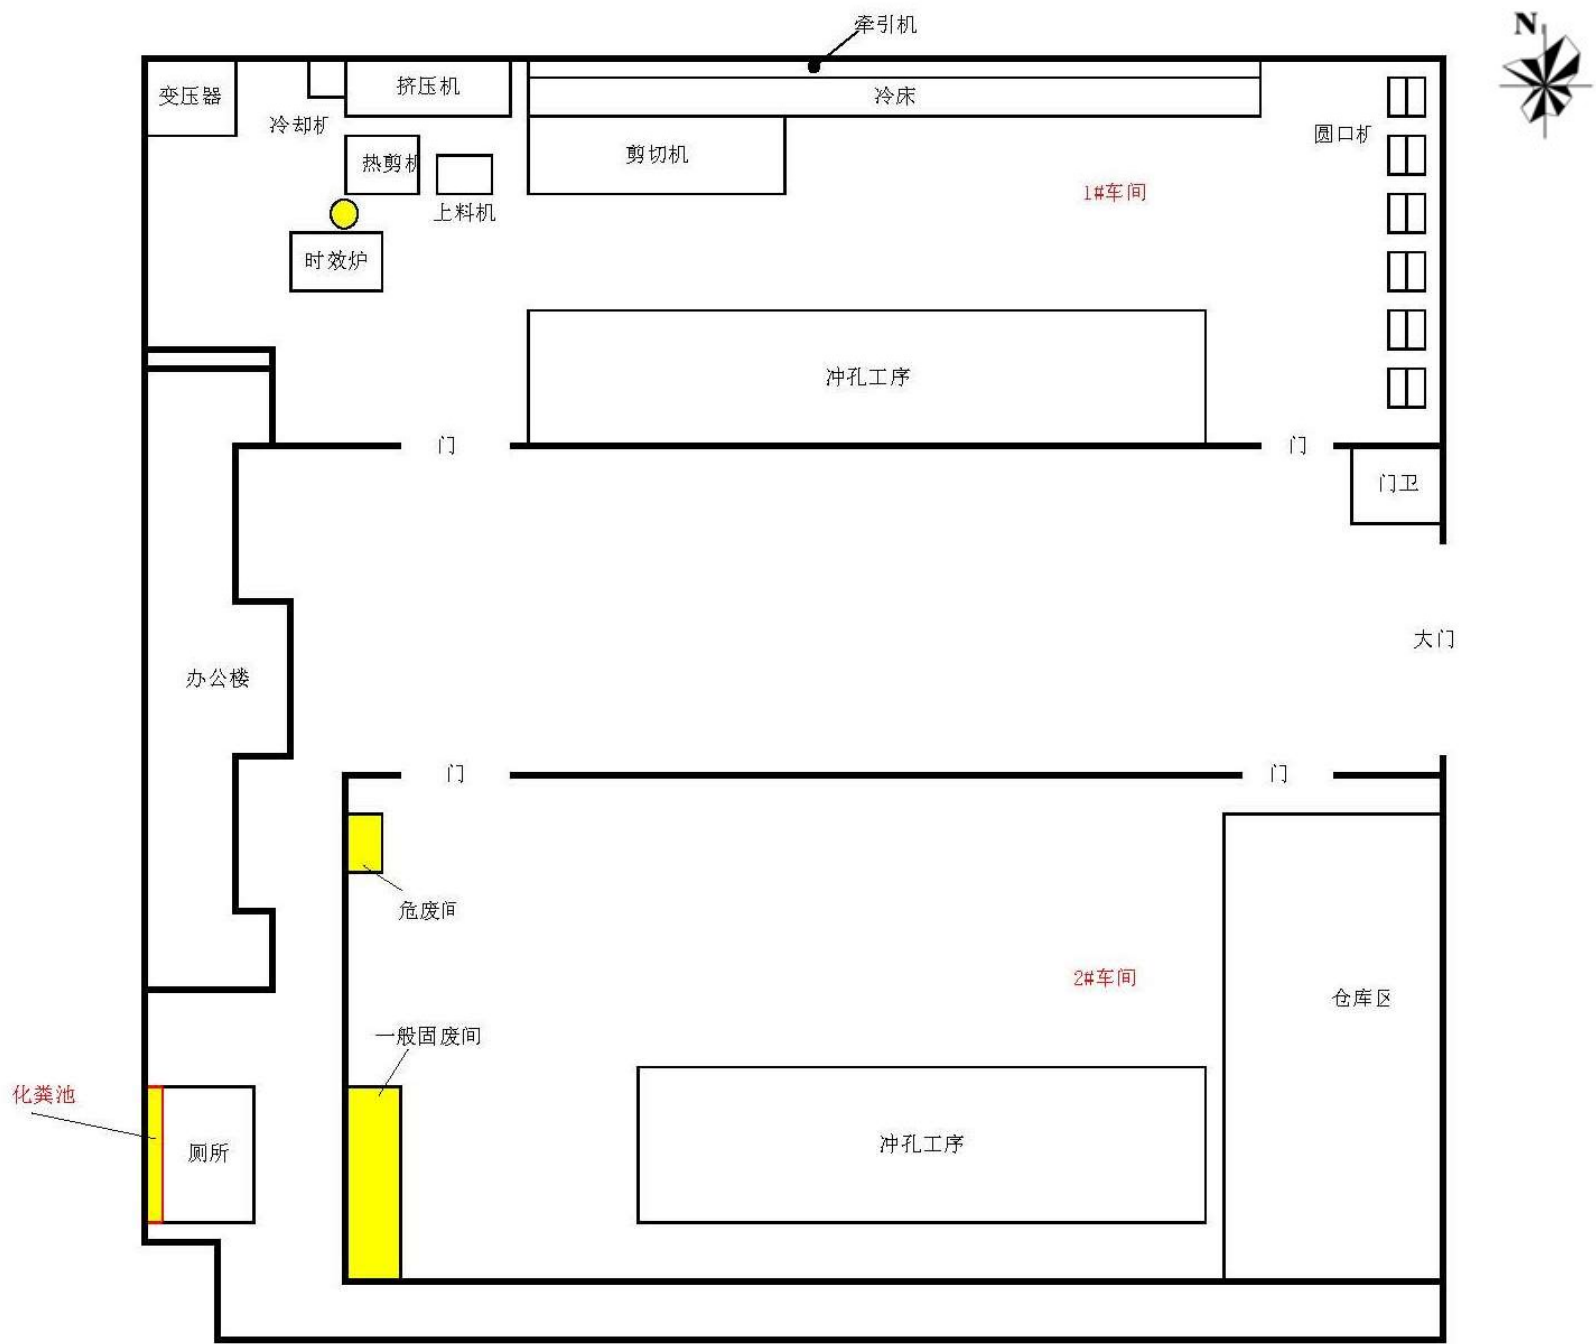 牵引机
N
变压器
挤压机
冷床
冷却机
圆口机
热剪机
剪切机
1#车间
上料机
时效炉
冲孔工序
门
门
门卫
大门
办公楼
门
门
危废间
2#车间
仓库区
一般固废间
化粪池
厕所
冲孔工序